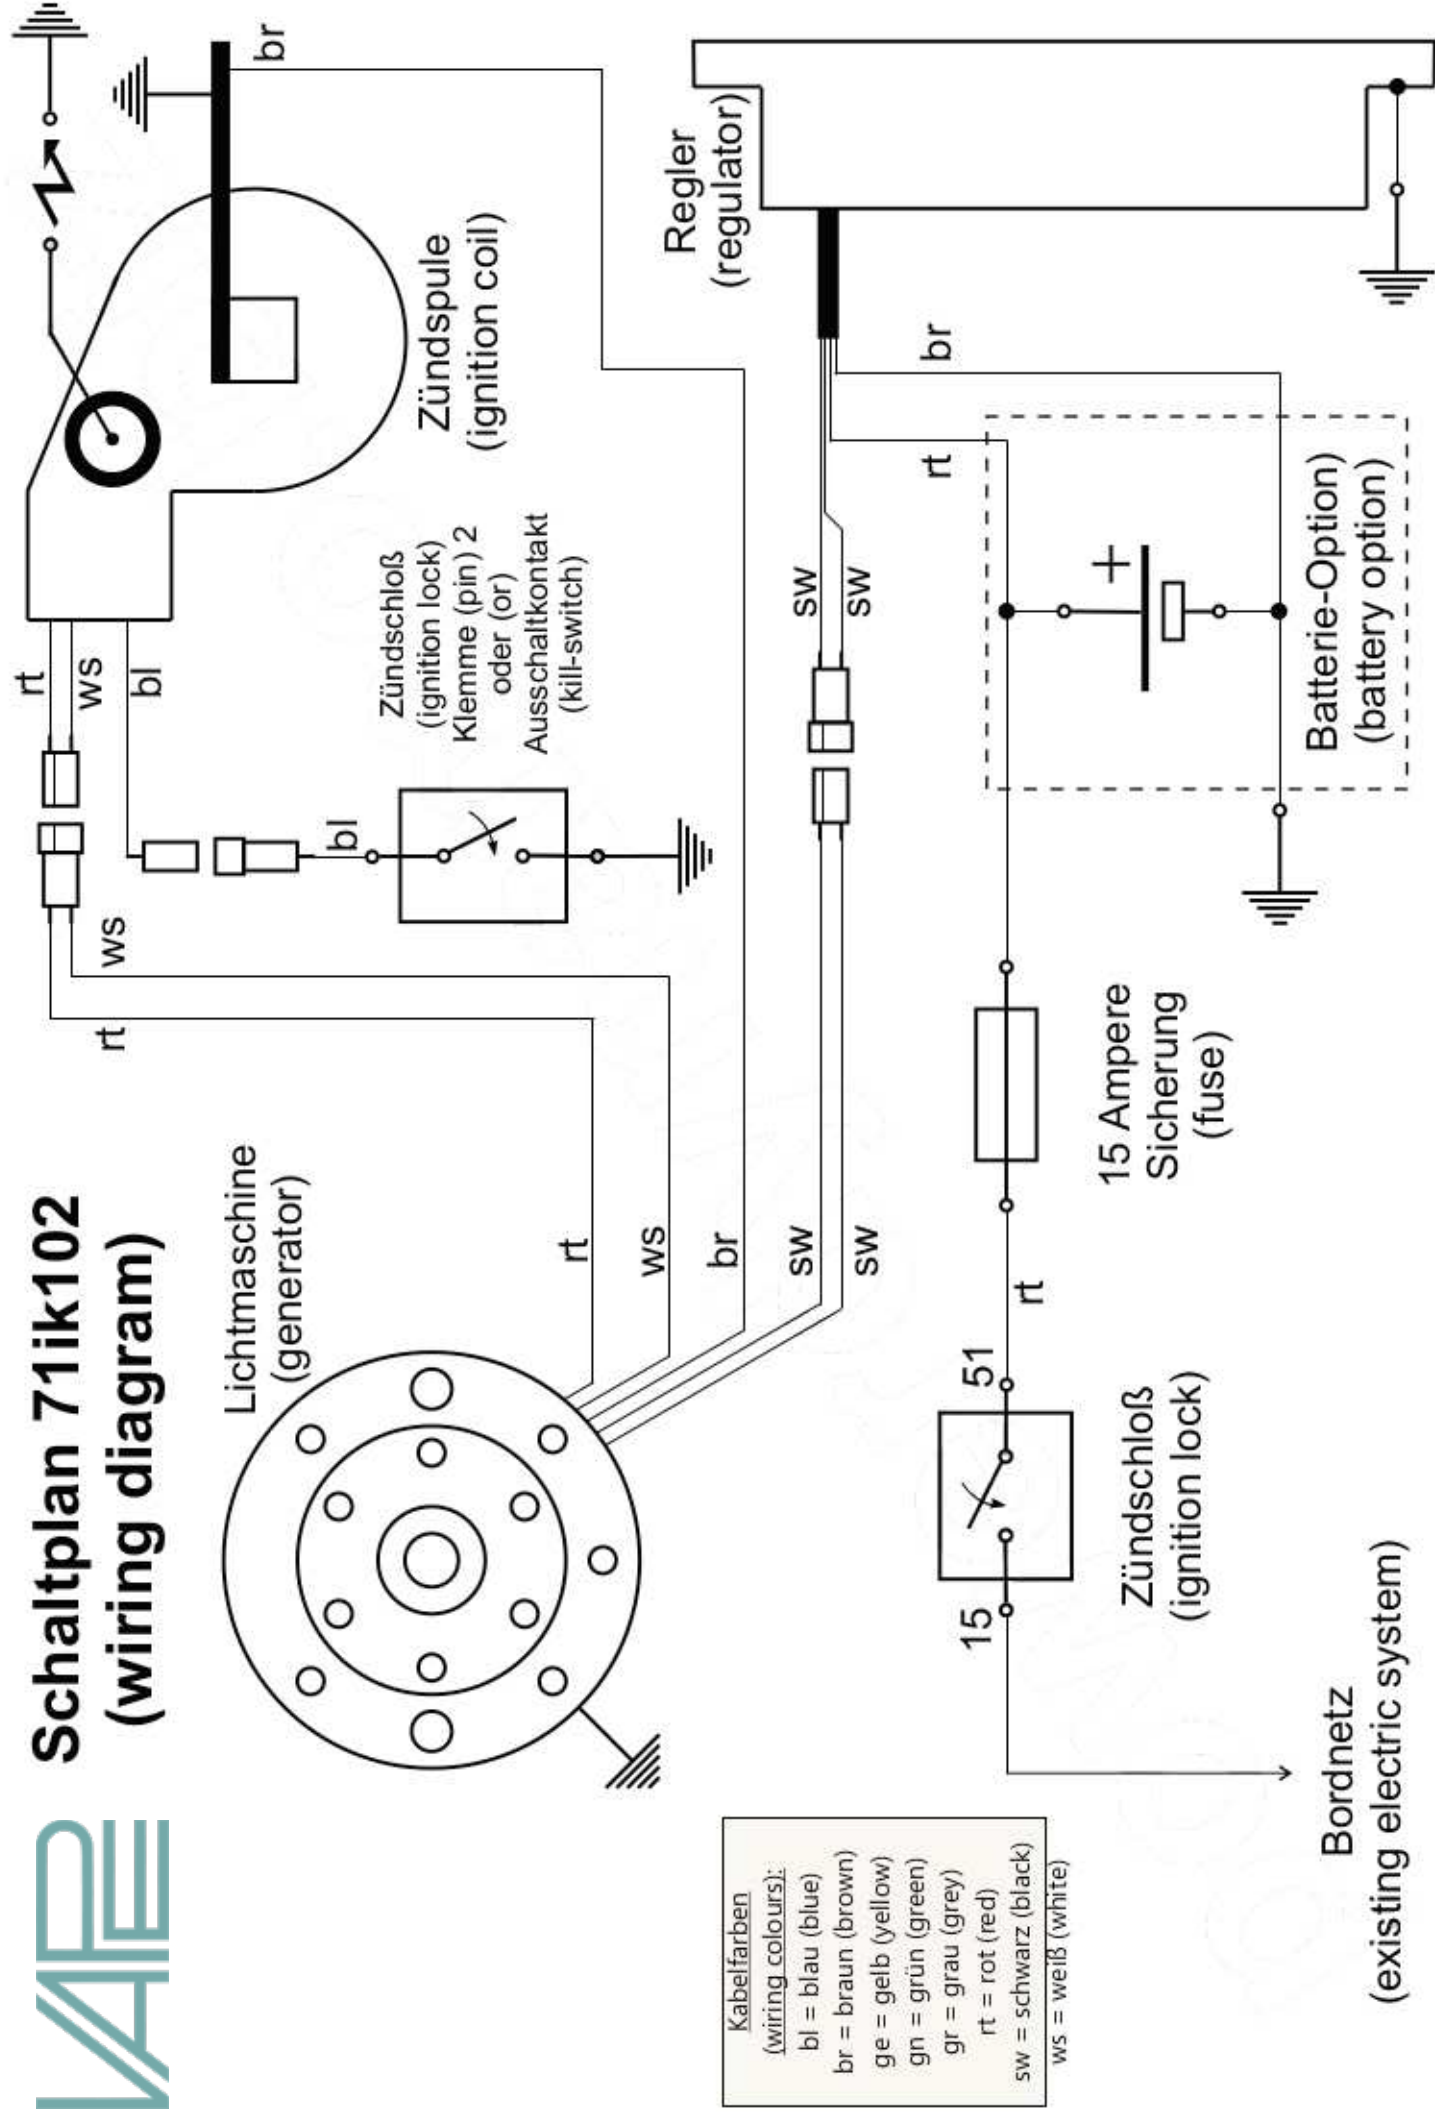 VAPE
Schaltplan 71ik102
(wiring diagram)
Lichtmaschine
(generator)
rt
ws
br
sw
sw
rt
ws
rt
ws
bl
bl
Zündschloß
(ignition lock)
Klemme (pin) 2
oder (or)
Ausschaltkontakt
(kill-switch)
Zündspule
(ignition coil)
br
Regler
(regulator)
sw
sw
rt
br
+
Batterie-Option)
(battery option)
15 Ampere
Sicherung
(fuse)
rt
51
15
Zündschloß
(ignition lock)
Bordnetz
(existing electric system)
Kabelfarben
(wiring colours):
bl = blau (blue)
br = braun (brown)
ge = gelb (yellow)
gn = grün (green)
gr = grau (grey)
rt = rot (red)
sw = schwarz (black)
ws = weiß (white)